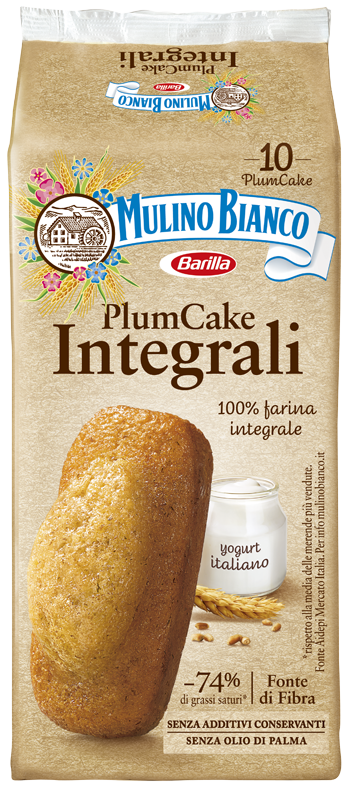 PlumCake
Integrali
MULINO BIANCO
Barilla
10
PlumCake
MULINO BIANCO
Barilla
PlumCake
Integrali
100% farina
integrale
yogurt
italiano
*rispetto alla media delle merende più vendute.
Fonte Aidepi Mercato Italia. Per info mulinobianco.it
-74%
di grassi saturi*
Fonte
di Fibra
SENZA ADDITIVI CONSERVANTI
SENZA OLIO DI PALMA